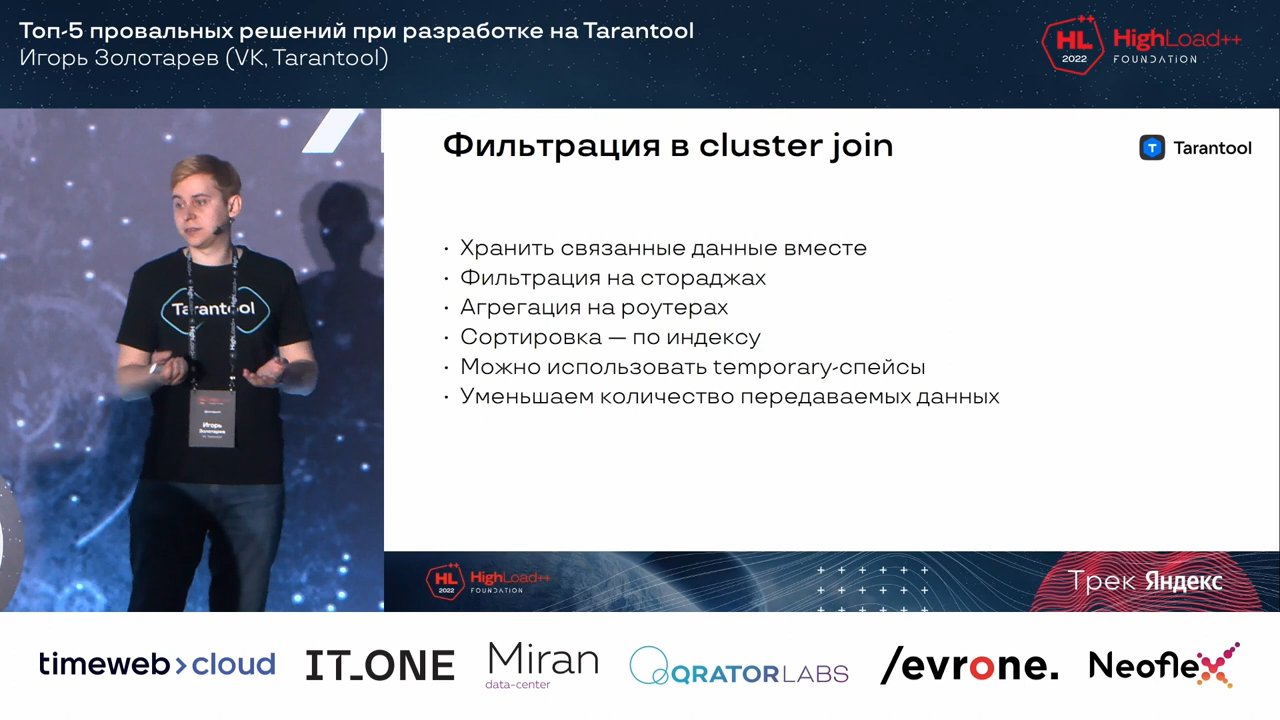 Топ-5 провальных решений при разработке на Tarantool
Игорь Золотарев (VK, Tarantool)
HL
2022
HighLoad++
FOUNDATION
Фильтрация в cluster join
Tarantool
· Хранить связанные данные вместе
· Фильтрация на стораджах
· Агрегация на роутерах
· Сортировка — по индексу
· Можно использовать temporary-спейсы
· Уменьшаем количество передаваемых данных
Tarantool
Игорь
Золотарев
HL
2022
HighLoad++
FOUNDATION
Трек Яндекс
timeweb>cloud
IT_ONE
Miran
data-center
QRATORLABS
/evrone.
Neoflex